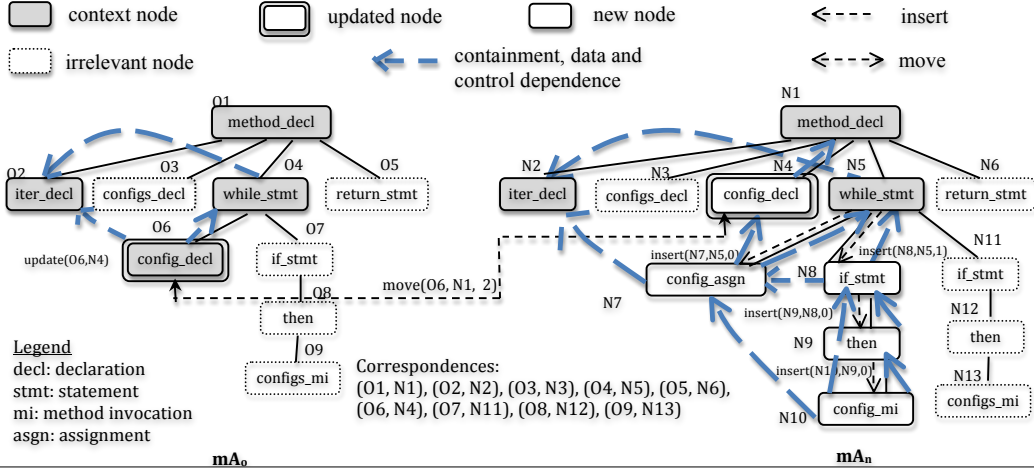 context node updated node new node insert
irrelevant node containment, data and control dependence move
O1
method_decl
O2 O3 O4 O5
iter_decl configs_decl while_stmt return_stmt
O6 O7
update(O6,N4) config_decl if_stmt
move(O6, N1, 2)
O8
then
O9
configs_mi
N1
method_decl
N2 N3 N4 N5 N6
iter_decl configs_decl config_decl while_stmt return_stmt
insert(N7,N5,0) insert(N8,N5,1) N11
N7 config_asgn N8 if_stmt if_stmt
insert(N9,N8,0) N12
N9 then then
insert(N10,N9,0) N13
N10 config_mi configs_mi
Legend
decl: declaration
stmt: statement
mi: method invocation
asgn: assignment
Correspondences:
(O1, N1), (O2, N2), (O3, N3), (O4, N5), (O5, N6),
(O6, N4), (O7, N11), (O8, N12), (O9, N13)
mAo mAn